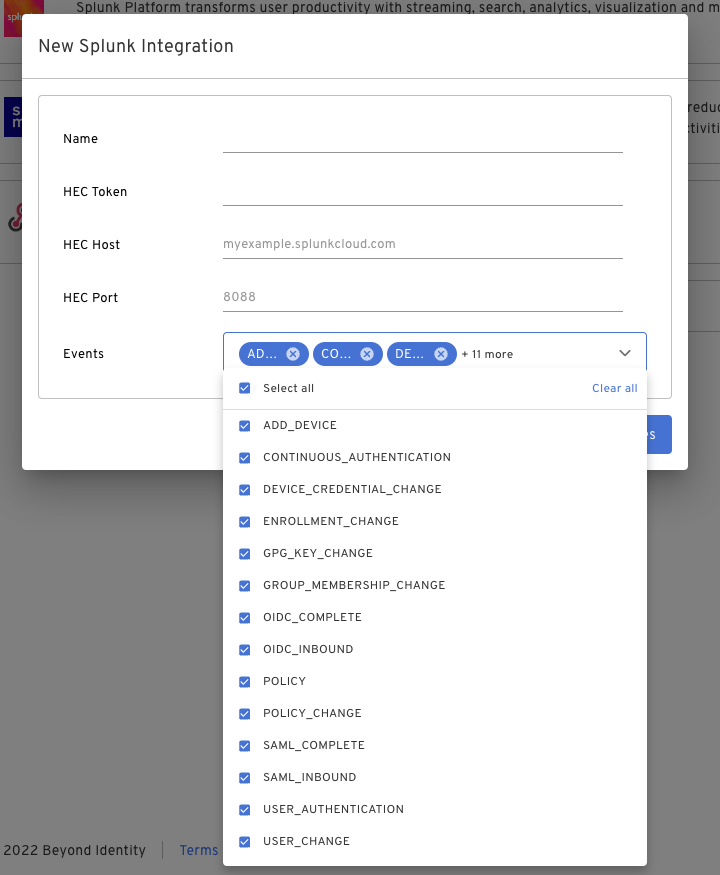 Splunk Platform transforms user productivity with streaming, search, analytics, visualization and m
splu
New Splunk Integration
Name
HEC Token
HEC Host
myexample.splunkcloud.com
HEC Port
8088
Events
AD...
CO...
DE...
+ 11 more
Select all
Clear all
ADD_DEVICE
CONTINUOUS_AUTHENTICATION
DEVICE_CREDENTIAL_CHANGE
ENROLLMENT_CHANGE
GPG_KEY_CHANGE
GROUP_MEMBERSHIP_CHANGE
OIDC_COMPLETE
OIDC_INBOUND
POLICY
POLICY_CHANGE
SAML_COMPLETE
SAML_INBOUND
USER_AUTHENTICATION
USER_CHANGE
2022 Beyond Identity
Terms